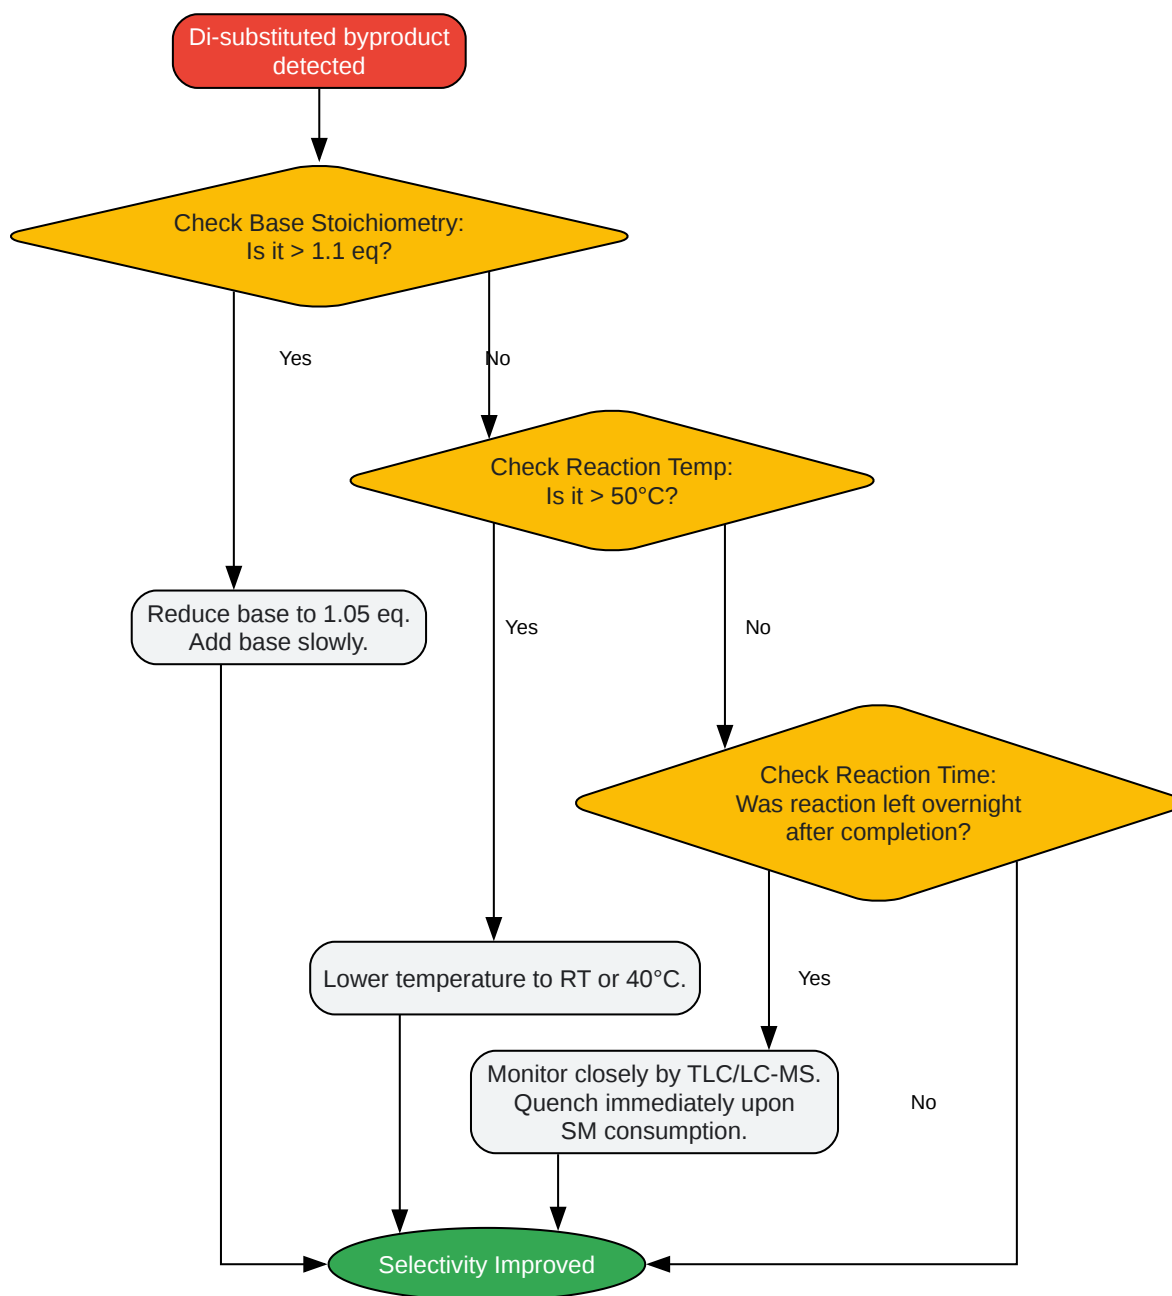 Di-substituted byproduct
detected
Check Base Stoichiometry:
Is it > 1.1 eq?
Yes
No
Check Reaction Temp:
Is it > 50°C?
Reduce base to 1.05 eq.
Add base slowly.
Yes
No
Check Reaction Time:
Was reaction left overnight
after completion?
Lower temperature to RT or 40°C.
Yes
Monitor closely by TLC/LC-MS.
Quench immediately upon
SM consumption.
No
Selectivity Improved